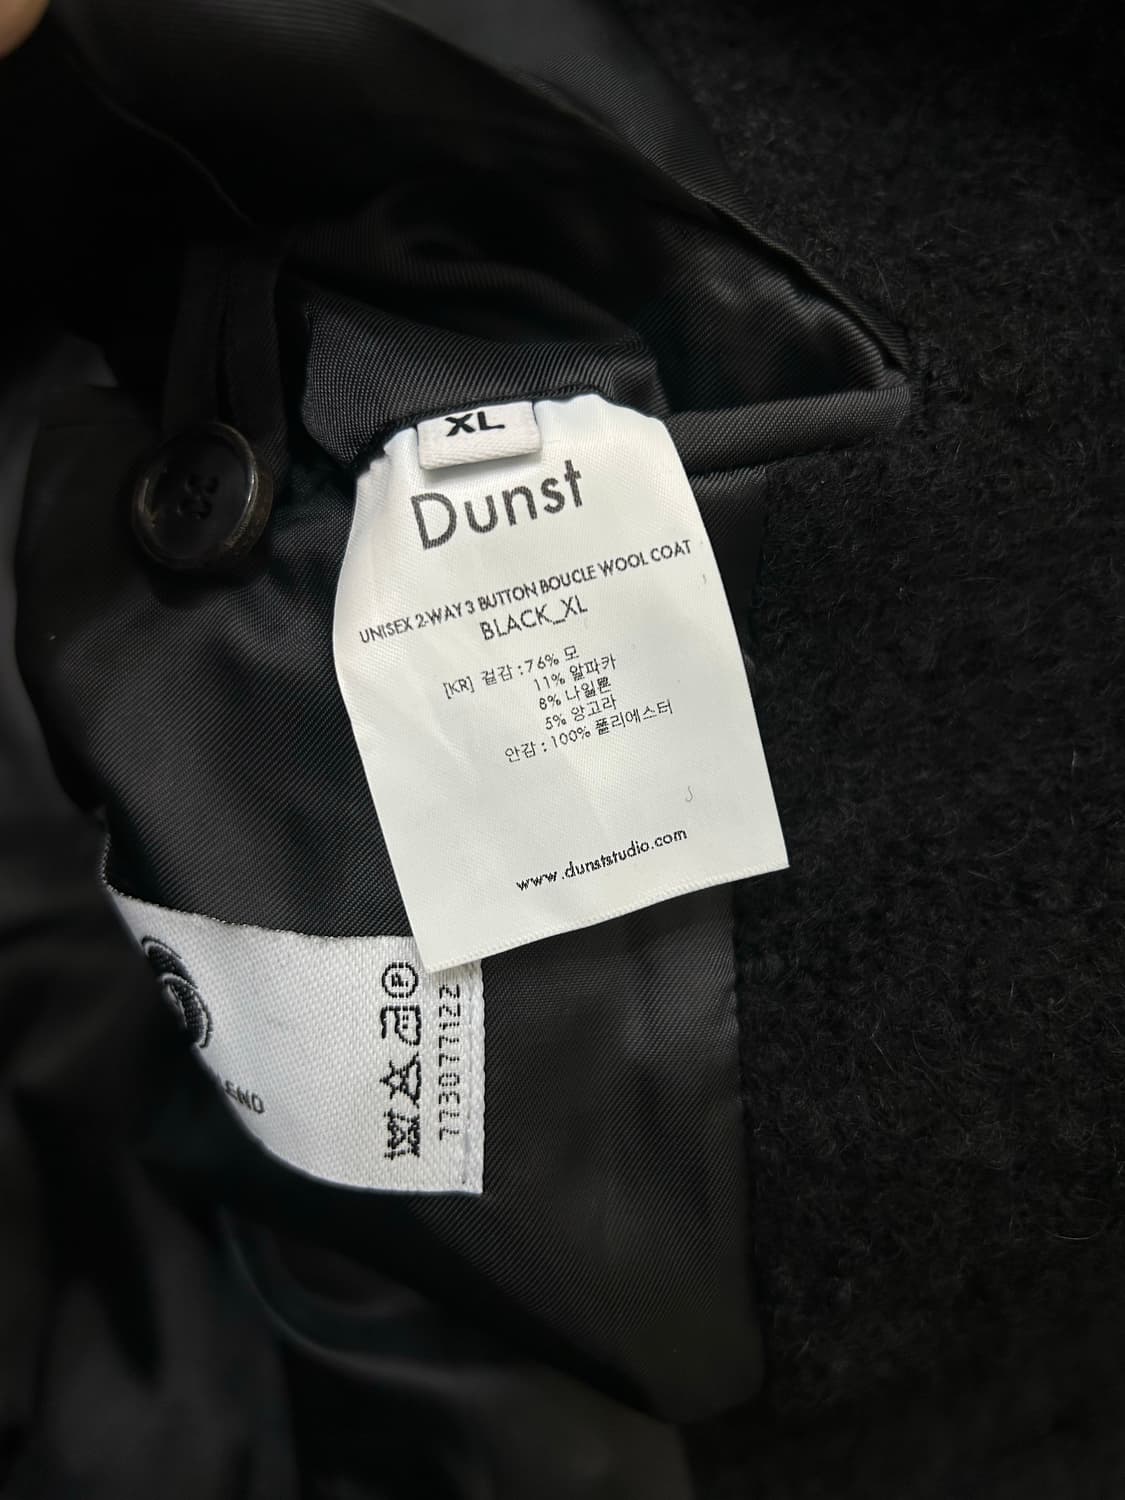 XL
Dunst
UNISEX 2-WAY 3 BUTTON BOUCLE WOOL COAT
BLACK_XL
[KR] 겉감 : 76% 모
11% 알파카
8% 나일론
5% 앙고라
안감 : 100% 폴리에스터
www.dunststudio.com
P
773077122